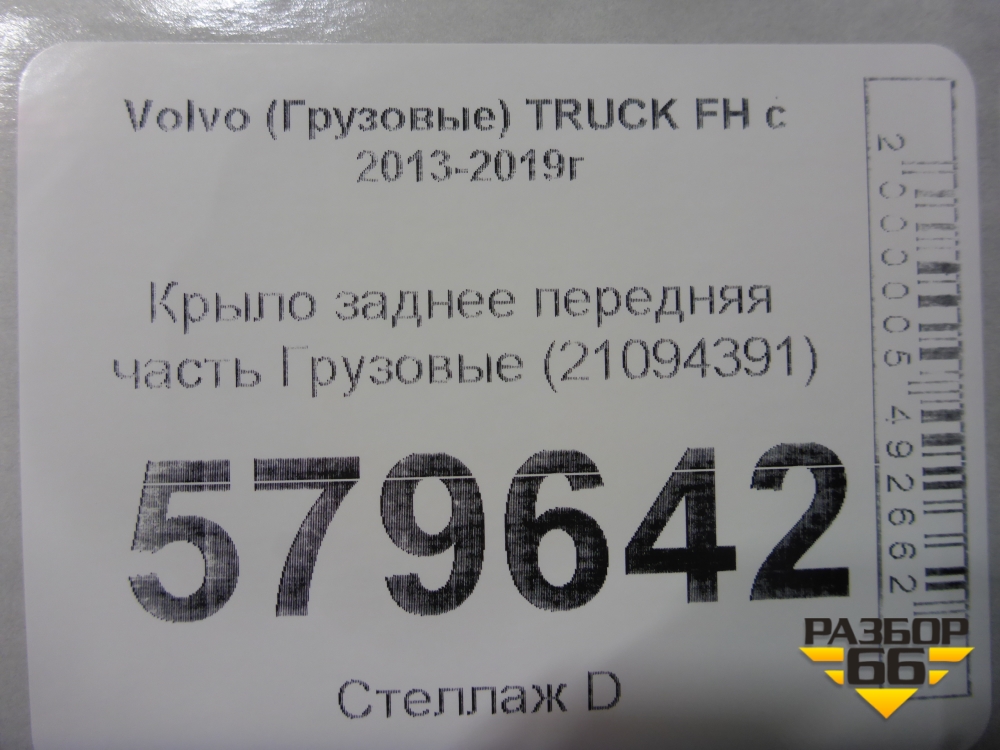 Volvo (Грузовые) TRUCK FH с
2013-2019г
Крыло заднее передняя
часть Грузовые (21094391)
579642
Стеллаж D
2000005492662
РАЗБОР
66